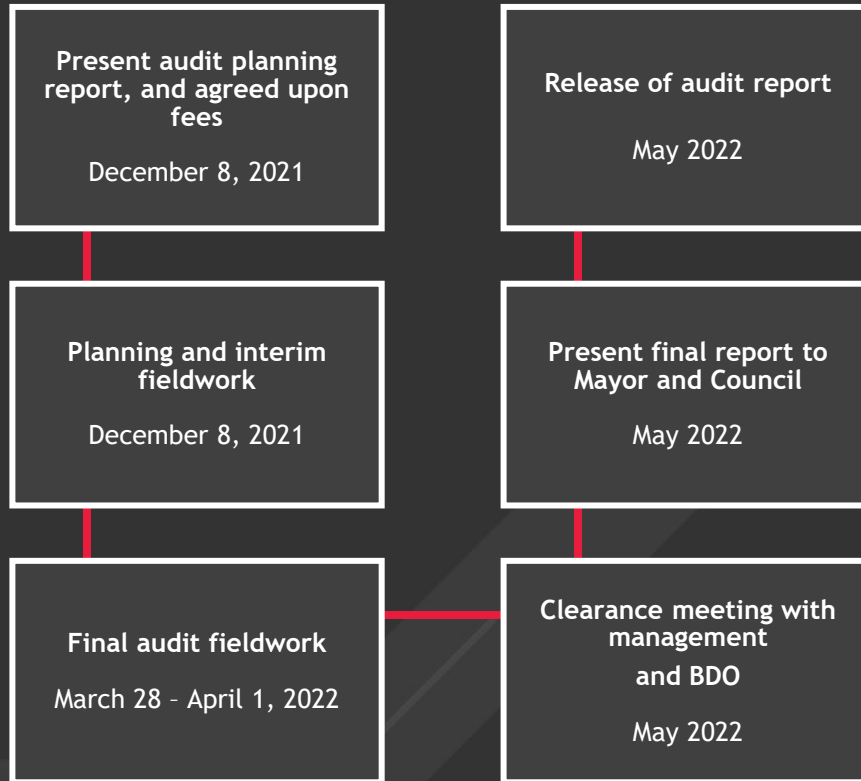 Present audit planning
report, and agreed upon
fees
December 8, 2021
Planning and interim
fieldwork
December 8, 2021
Final audit fieldwork
March 28 – April 1, 2022
Clearance meeting with
management
and BDO
May 2022
Present final report to
Mayor and Council
May 2022
Release of audit report
May 2022